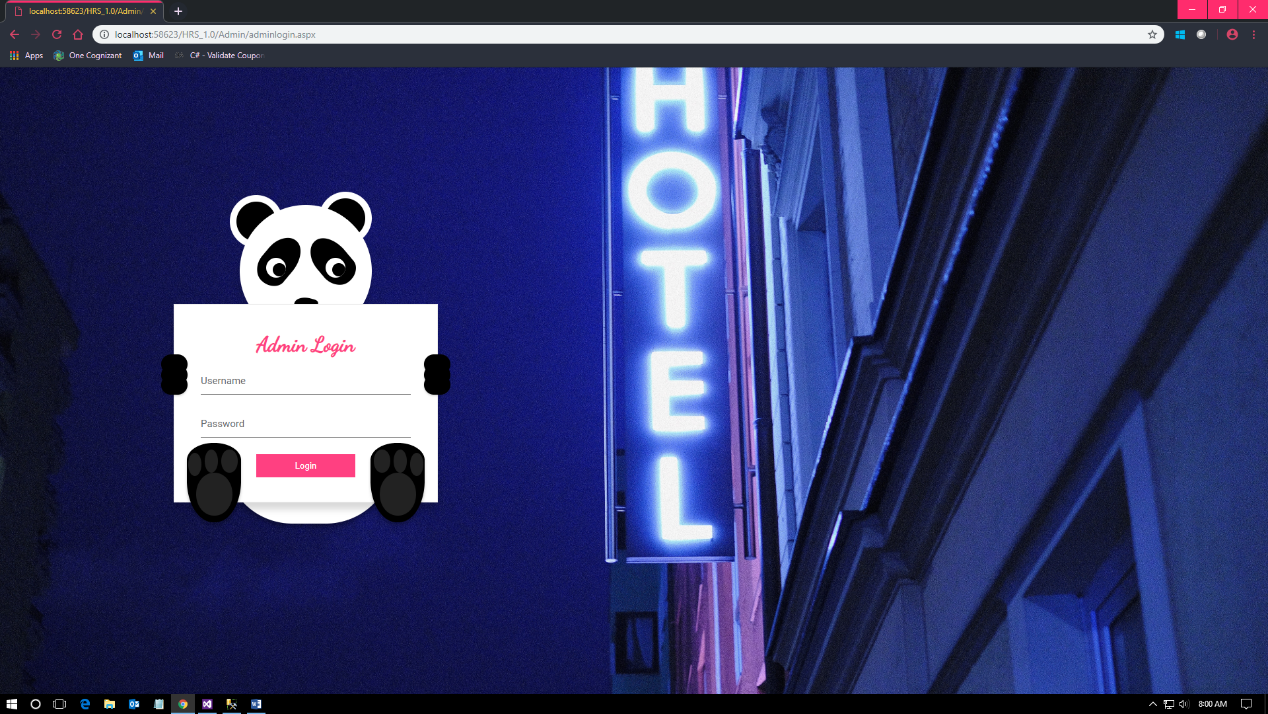 localhost:58623/HRS_1.0/Admin/
localhost:58623/HRS_1.0/Admin/adminlogin.aspx
Apps
One Cognizant
Mail
C# - Validate Coupon
HOTEL
Admin Login
Username
Password
Login
8:00 AM